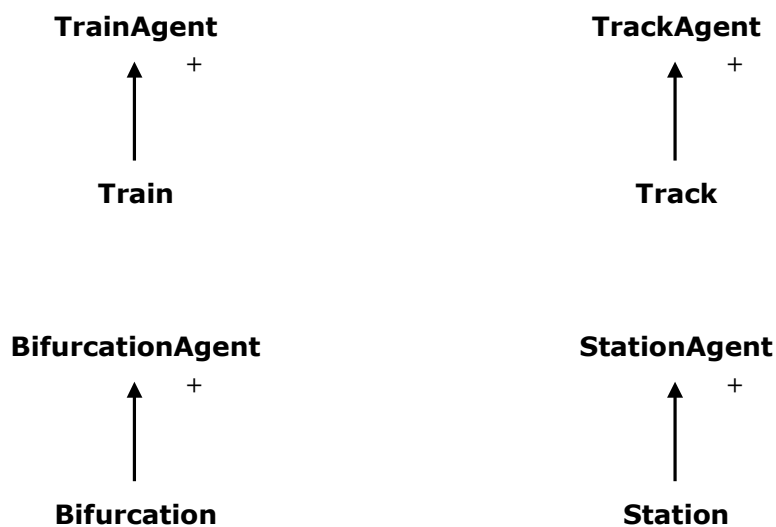 TrainAgent
+
Train
TrackAgent
+
Track
BifurcationAgent
+
Bifurcation
StationAgent
+
Station